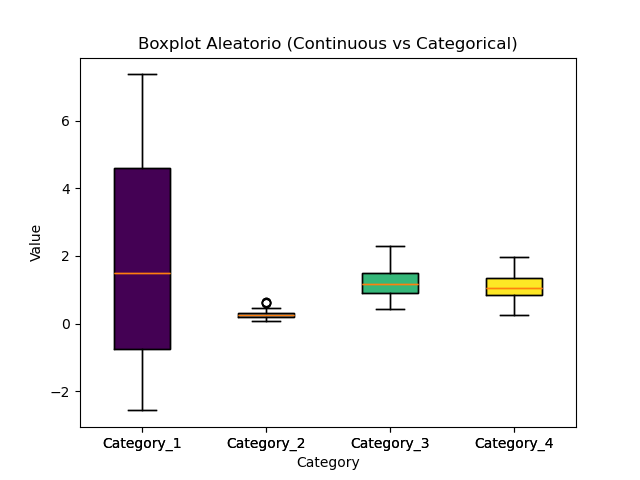 Boxplot Aleatorio (Continuous vs Categorical)
Value
6
4
2
0
−2
Category_1 Category_2 Category_3 Category_4
Category